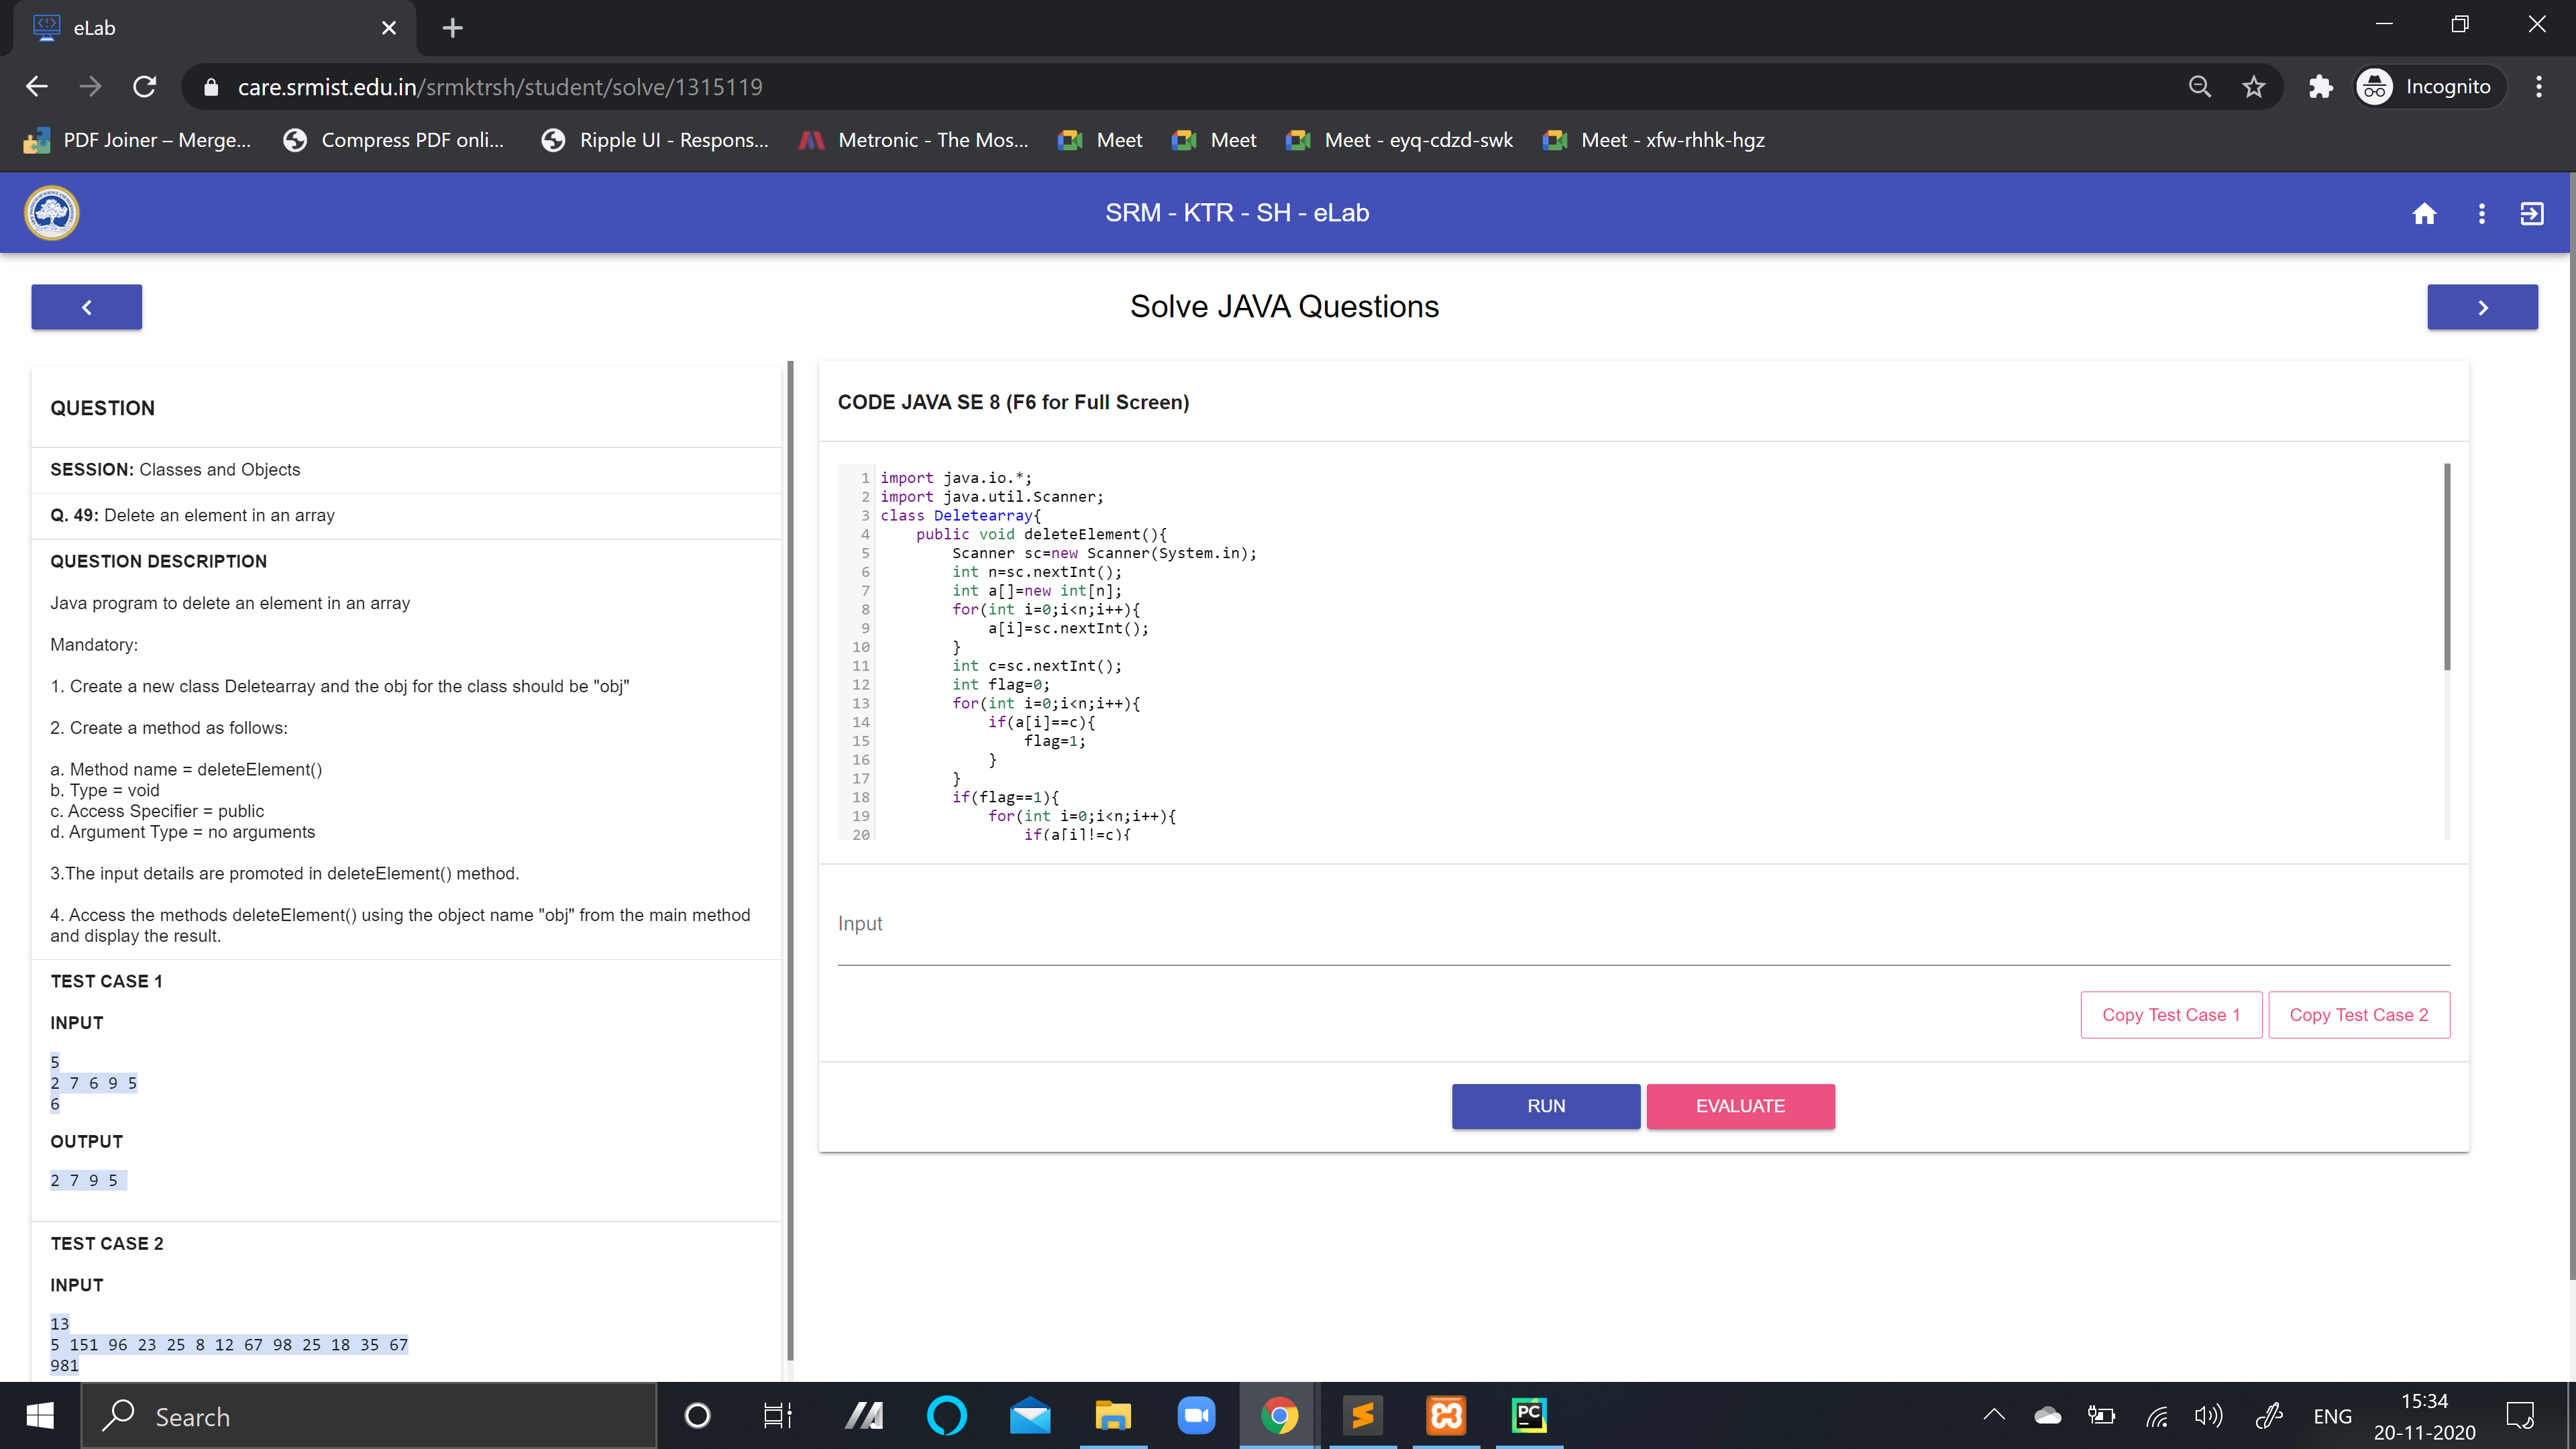 eLab
care.srmist.edu.in/srmktrsh/student/solve/1315119
Incognito
PDF Joiner – Merge...
Compress PDF onli...
Ripple UI - Respons...
Metronic - The Mos...
Meet
Meet
Meet - eyq-cdzd-swk
Meet - xfw-rhhk-hgz
SRM - KTR - SH - eLab
Solve JAVA Questions
QUESTION
SESSION: Classes and Objects
Q. 49: Delete an element in an array
QUESTION DESCRIPTION
Java program to delete an element in an array
Mandatory:
1. Create a new class Deletearray and the obj for the class should be "obj"
2. Create a method as follows:
a. Method name = deleteElement()
b. Type = void
c. Access Specifier = public
d. Argument Type = no arguments
3.The input details are promoted in deleteElement() method.
4. Access the methods deleteElement() using the object name "obj" from the main method
and display the result.
TEST CASE 1
INPUT
5
2 7 6 9 5
6
OUTPUT
2 7 9 5
TEST CASE 2
INPUT
13
5 151 96 23 25 8 12 67 98 25 18 35 67
981
CODE JAVA SE 8 (F6 for Full Screen)
1 import java.io.*;
2 import java.util.Scanner;
3 class Deletearray{
4 public void deleteElement(){
5 Scanner sc=new Scanner(System.in);
6 int n=sc.nextInt();
7 int a[]=new int[n];
8 for(int i=0;i<n;i++){
9 a[i]=sc.nextInt();
10 }
11 int c=sc.nextInt();
12 int flag=0;
13 for(int i=0;i<n;i++){
14 if(a[i]==c){
15 flag=1;
16 }
17 }
18 if(flag==1){
19 for(int i=0;i<n;i++){
20 if(a[i]!=c){
Input
Copy Test Case 1
Copy Test Case 2
RUN
EVALUATE
Search
PC
ENG
15:34
20-11-2020